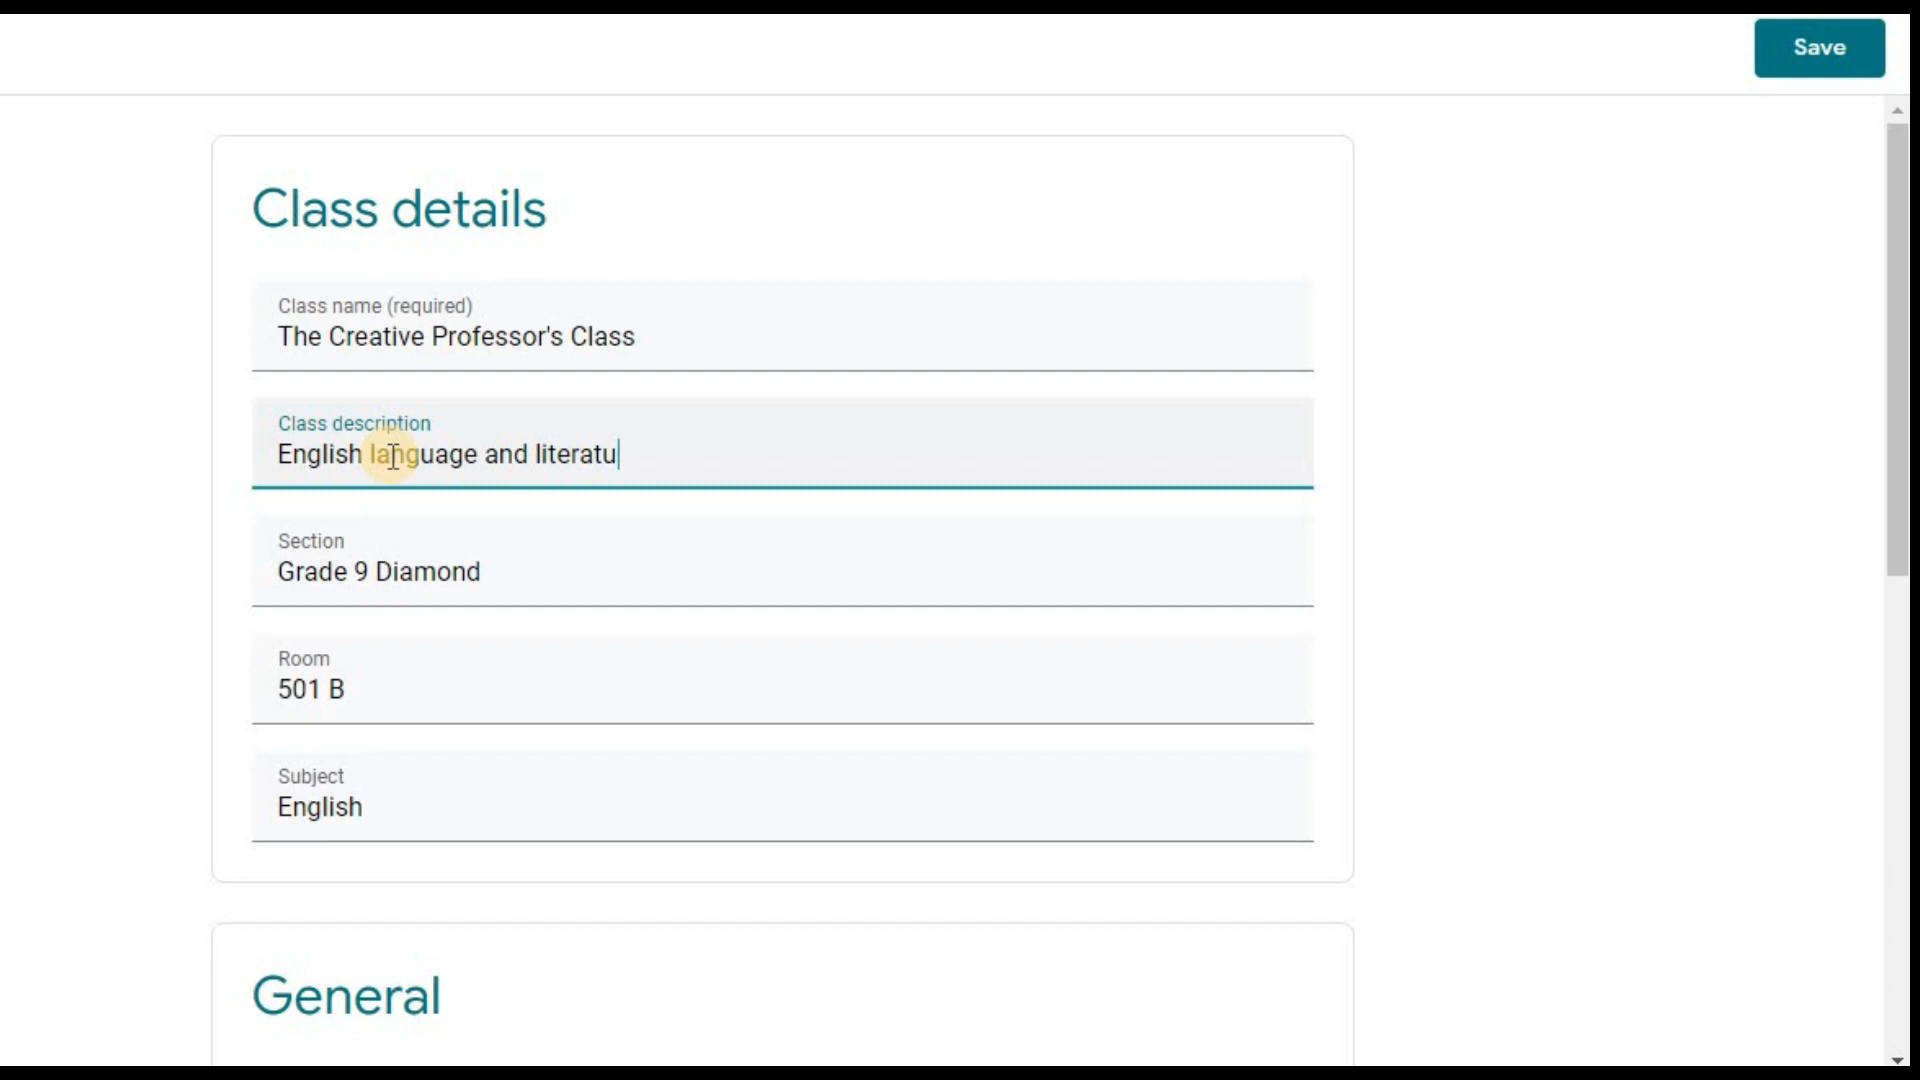 Save
Class details
Class name (required)
The Creative Professor's Class
Class description
English language and literatu
Section
Grade 9 Diamond
Room
501 B
Subject
English
General